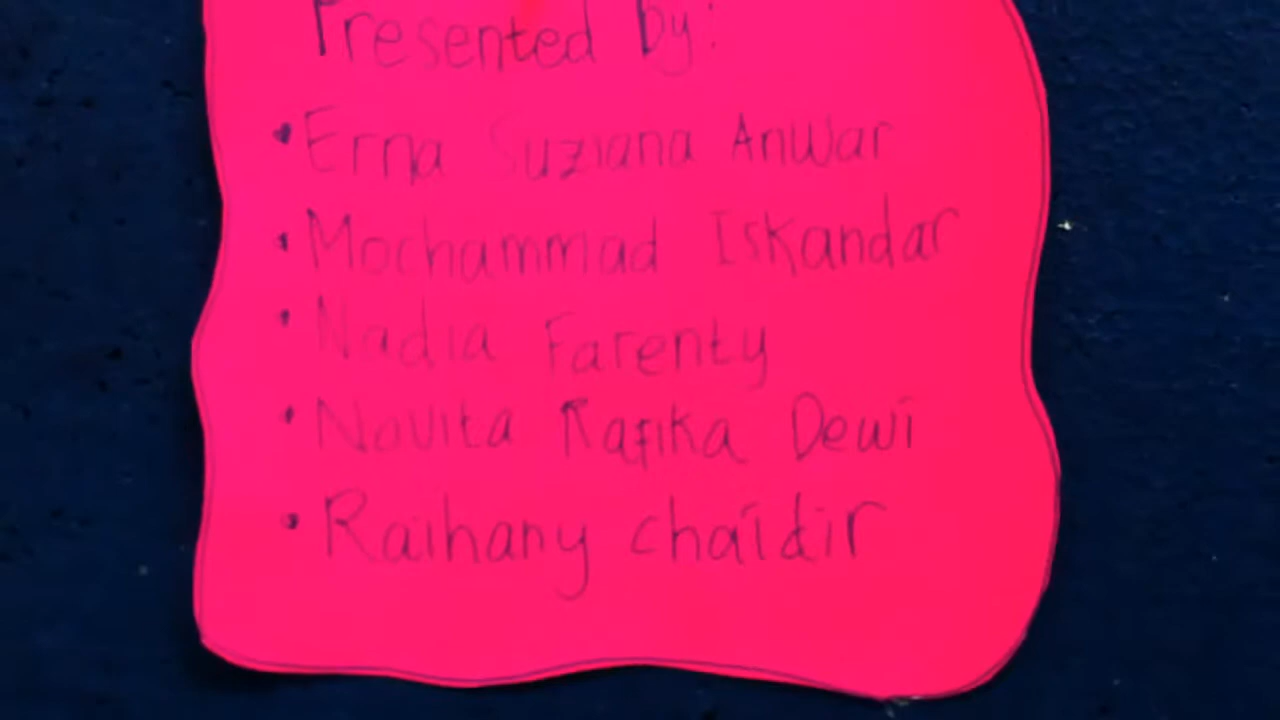 Presented By:
• Erna Suziana Anwar
• Mochammad Iskandar
• Nadia Farenty
• Novita Rafika Dewi
• Raihany chaidir